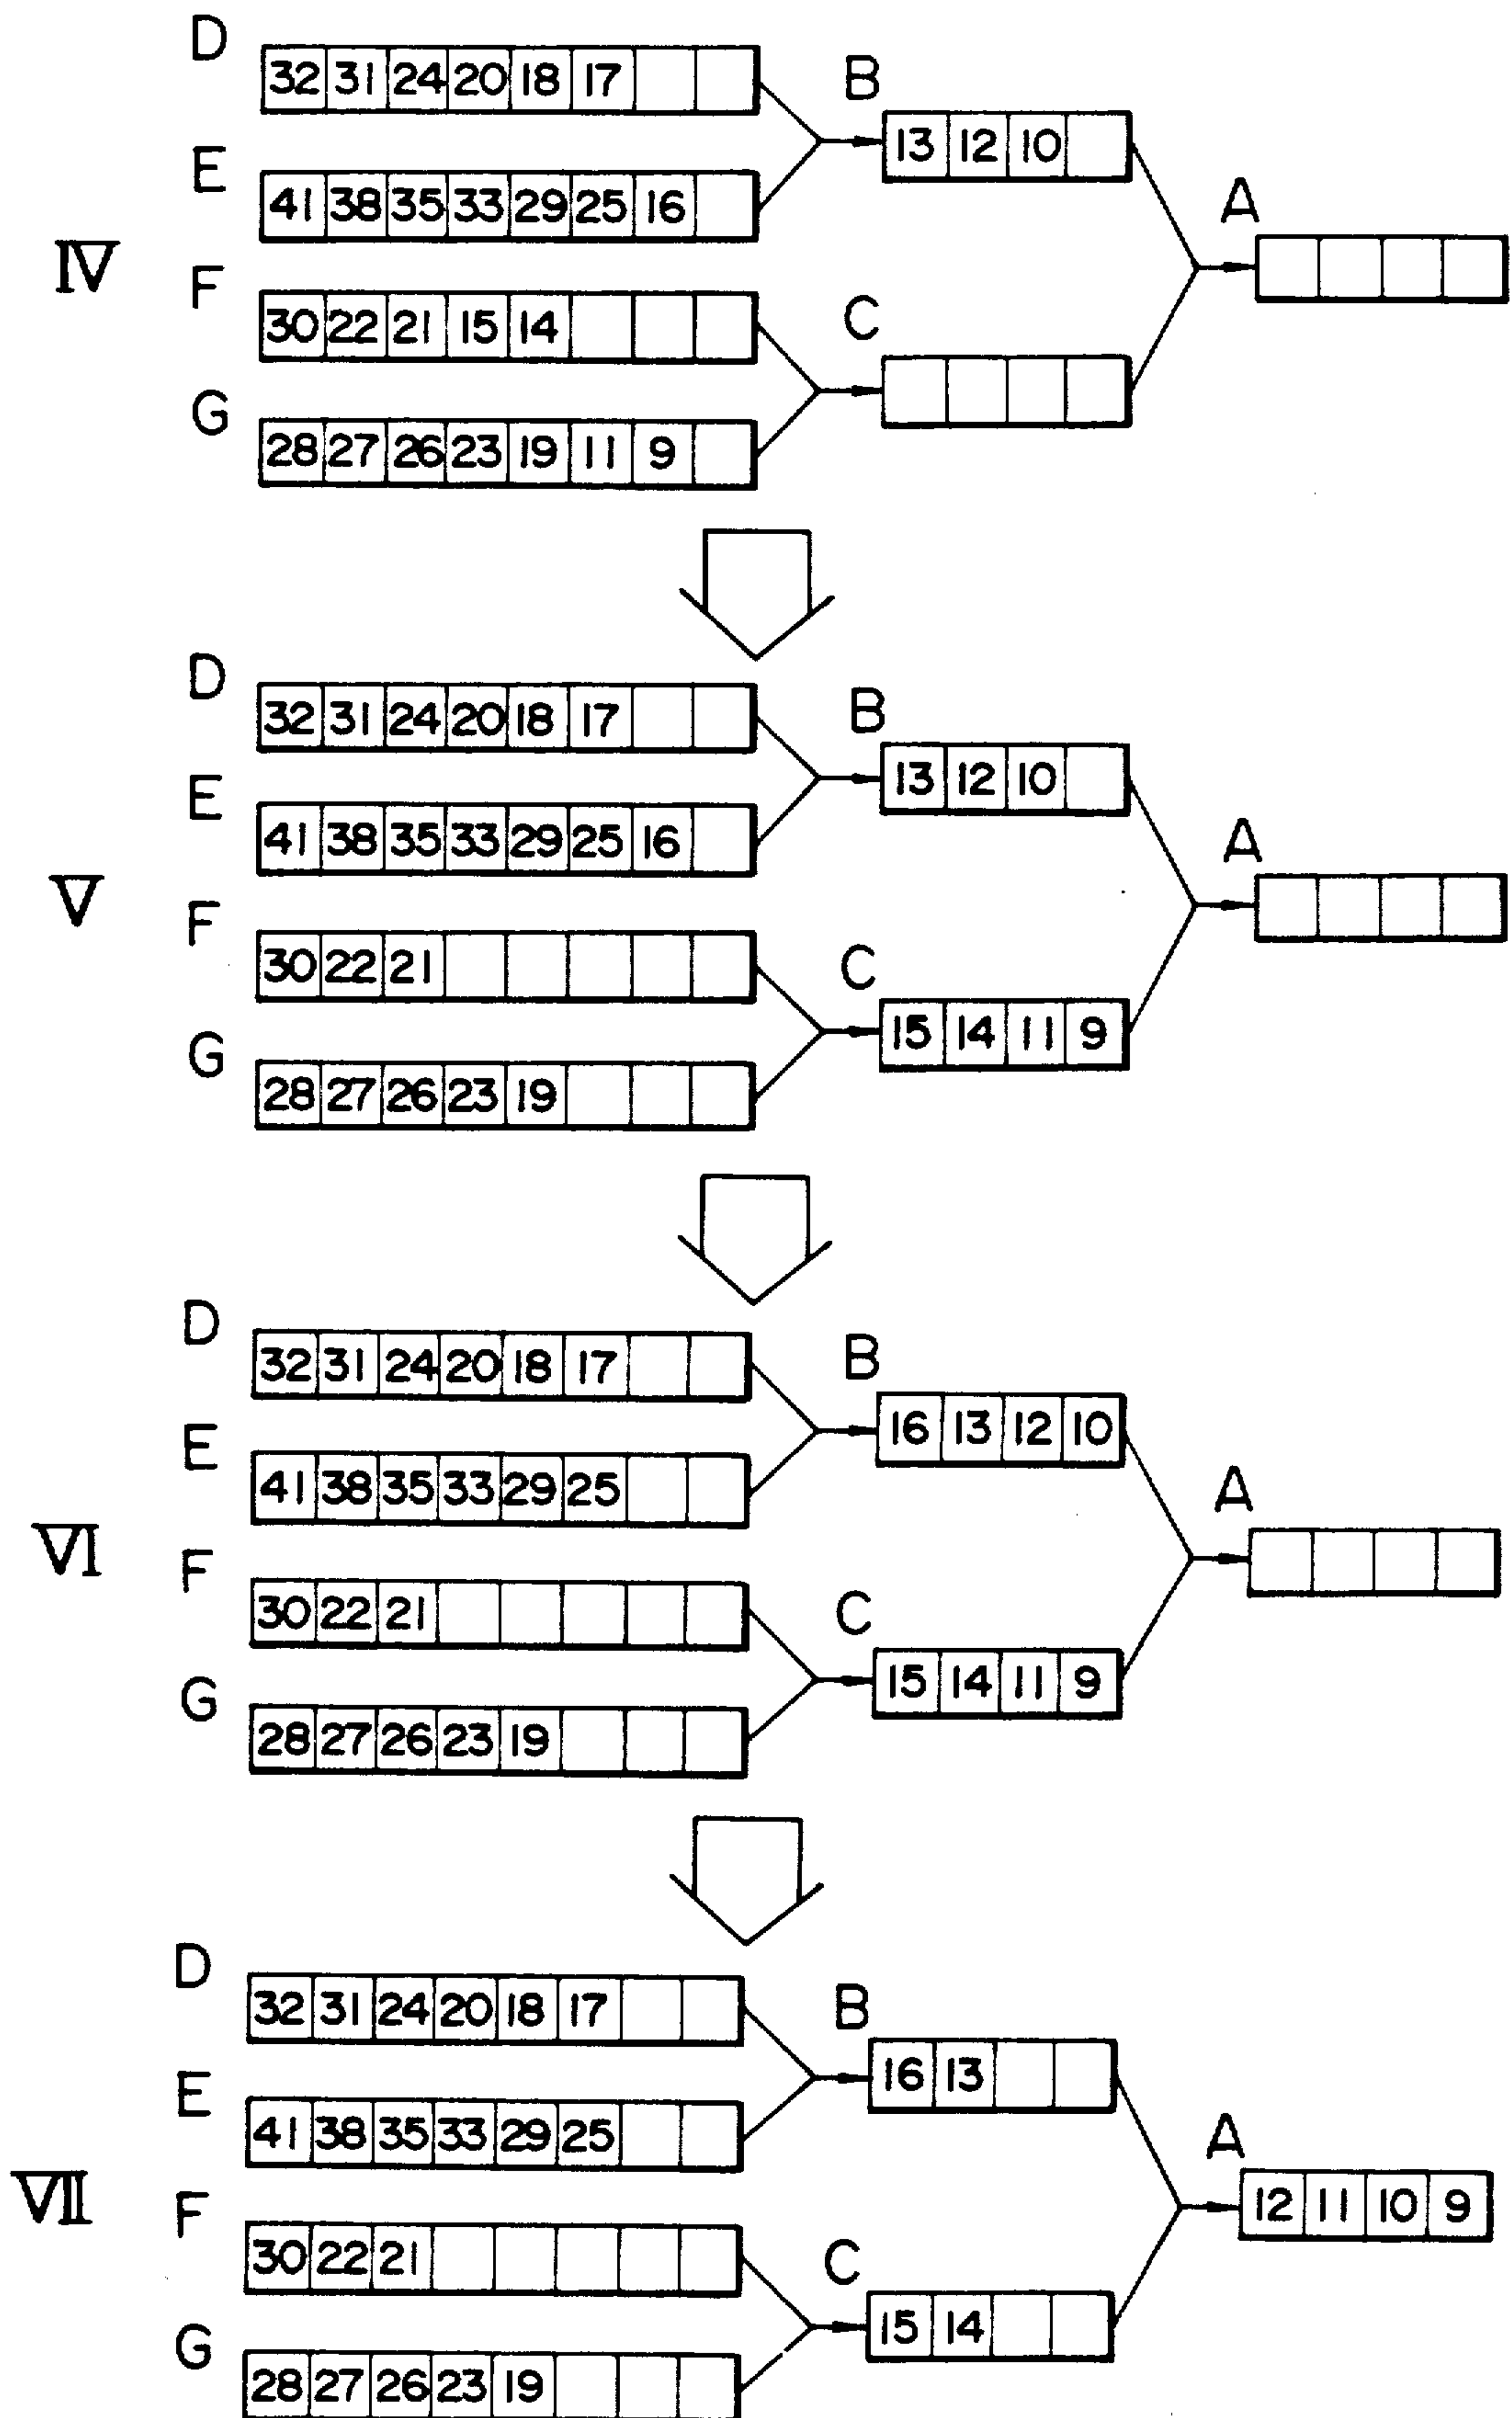 D
32 31 24 20 18 17
B
13 12 10
E
41 38 35 33 29 25 16
A
IV
F
30 22 21 15 14
C
G
28 27 26 23 19 11 9
D
32 31 24 20 18 17
B
13 12 10
E
41 38 35 33 29 25 16
A
V
F
30 22 21
C
15 14 11 9
G
28 27 26 23 19
D
32 31 24 20 18 17
B
16 13 12 10
E
41 38 35 33 29 25
A
VI
F
30 22 21
C
15 14 11 9
G
28 27 26 23 19
D
32 31 24 20 18 17
B
16 13
E
41 38 35 33 29 25
A
12 11 10 9
VII
F
30 22 21
C
15 14
G
28 27 26 23 19